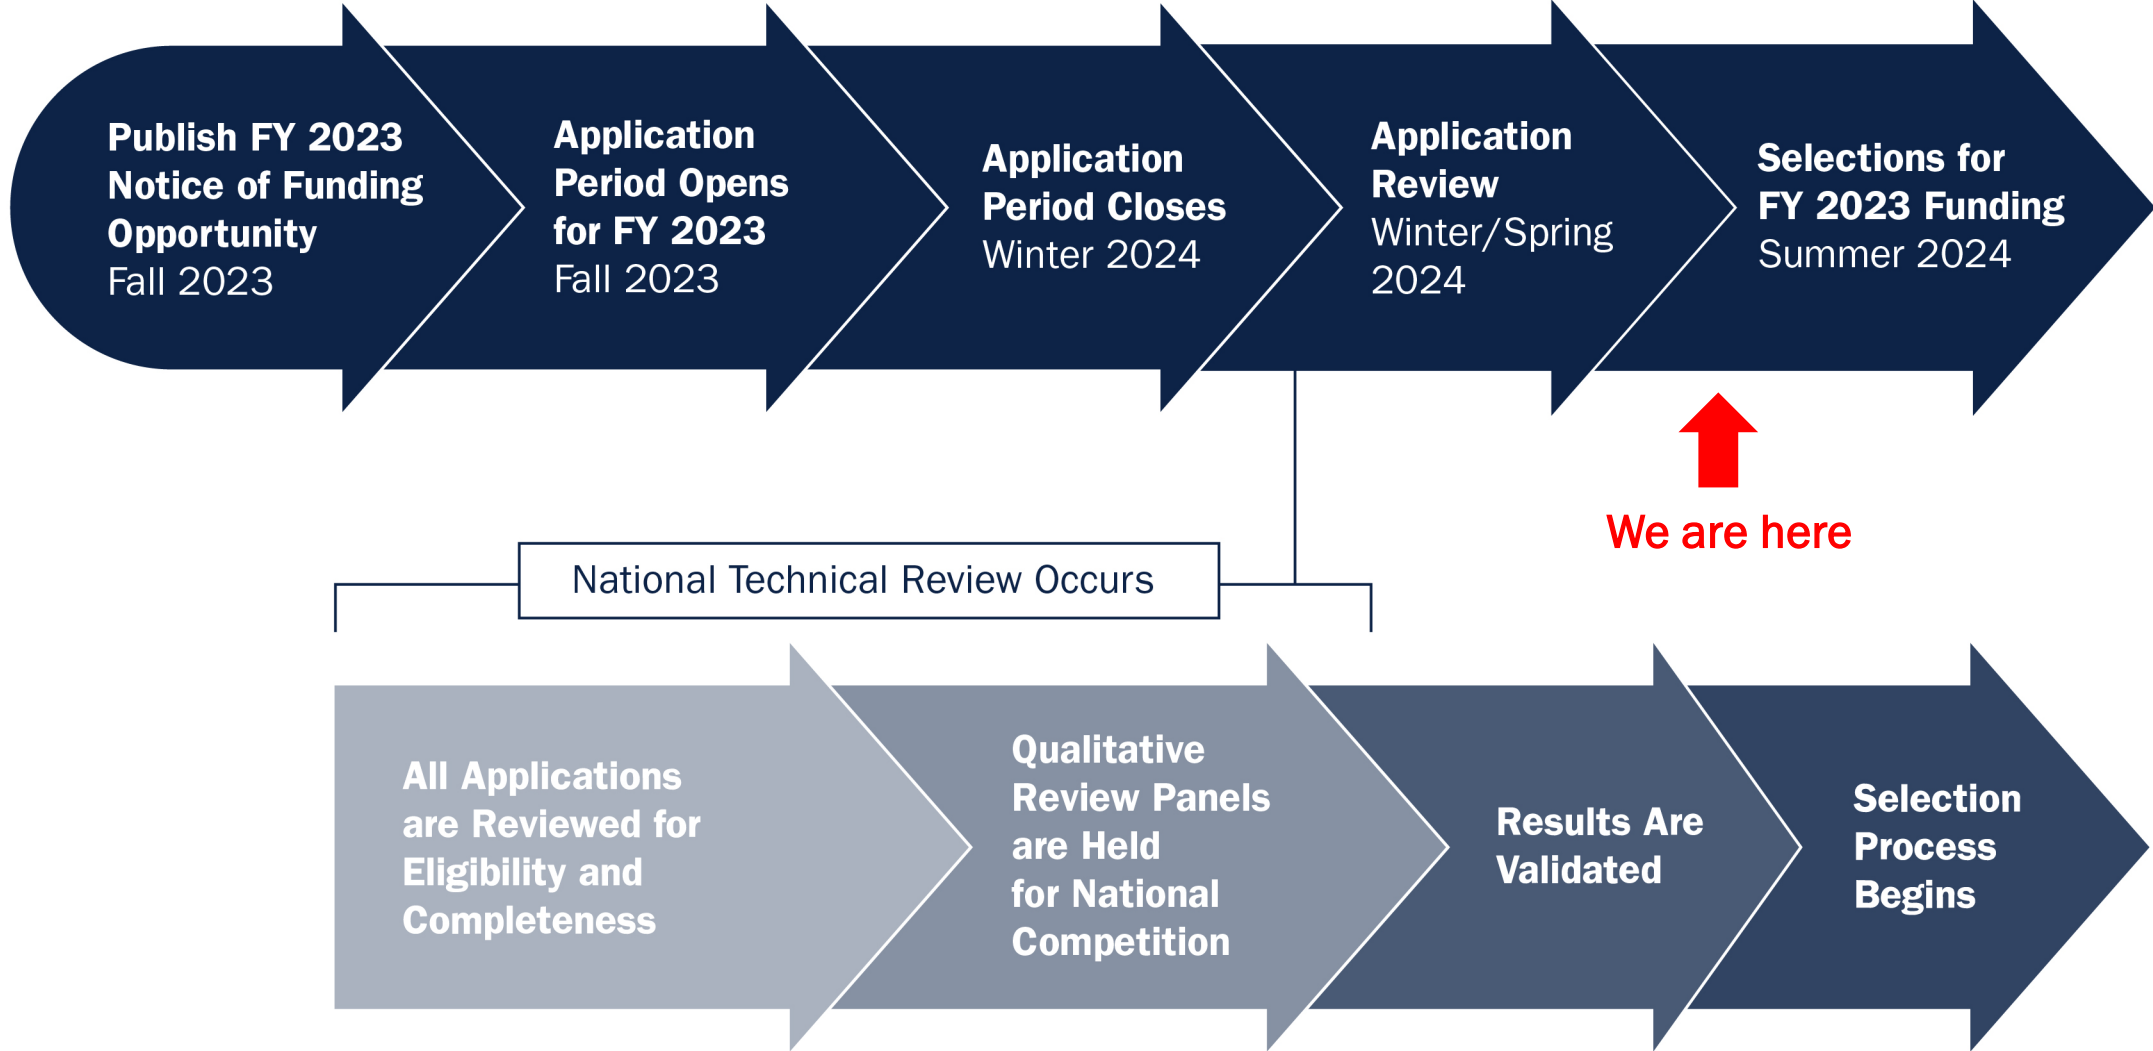 Publish FY 2023
Notice of Funding
Opportunity
Fall 2023
Application
Period Opens
for FY 2023
Fall 2023
Application
Period Closes
Winter 2024
Application
Review
Winter/Spring
2024
Selections for
FY 2023 Funding
Summer 2024
We are here
National Technical Review Occurs
All Applications
are Reviewed for
Eligibility and
Completeness
Qualitative
Review Panels
are Held
for National
Competition
Results Are
Validated
Selection
Process
Begins